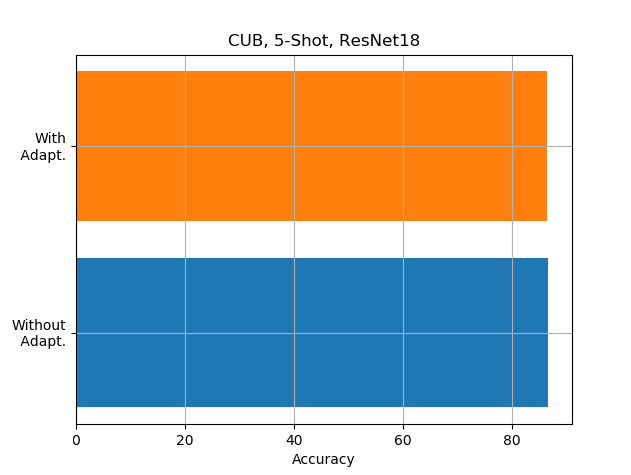 CUB, 5-Shot, ResNet18
With
Adapt.
Without
Adapt.
0 20 40 60 80
Accuracy